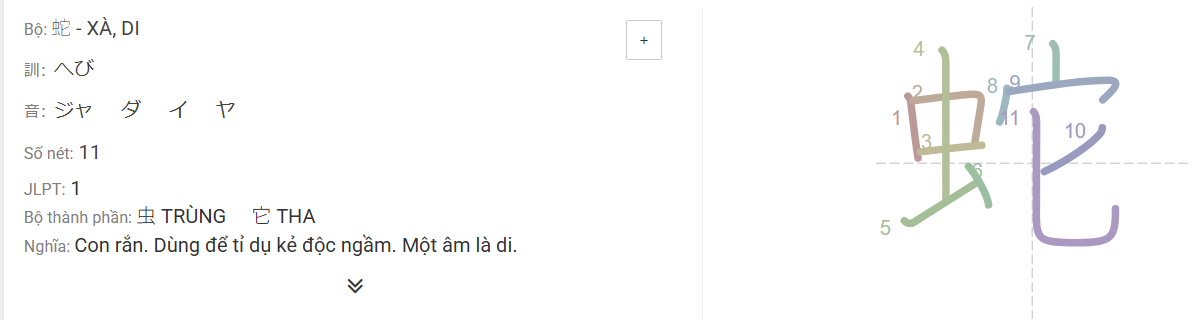 Bộ: 蛇 - XÀ, DI
+
訓: へび
音: ジャ ダ イ ヤ
Số nét: 11
JLPT: 1
Bộ thành phần: 虫 TRÙNG 它 THA
Nghĩa: Con rắn. Dùng để tỉ dụ kẻ độc ngầm. Một âm là di.
蛇
1
2
3
4
5
6
7
8
9
10
11